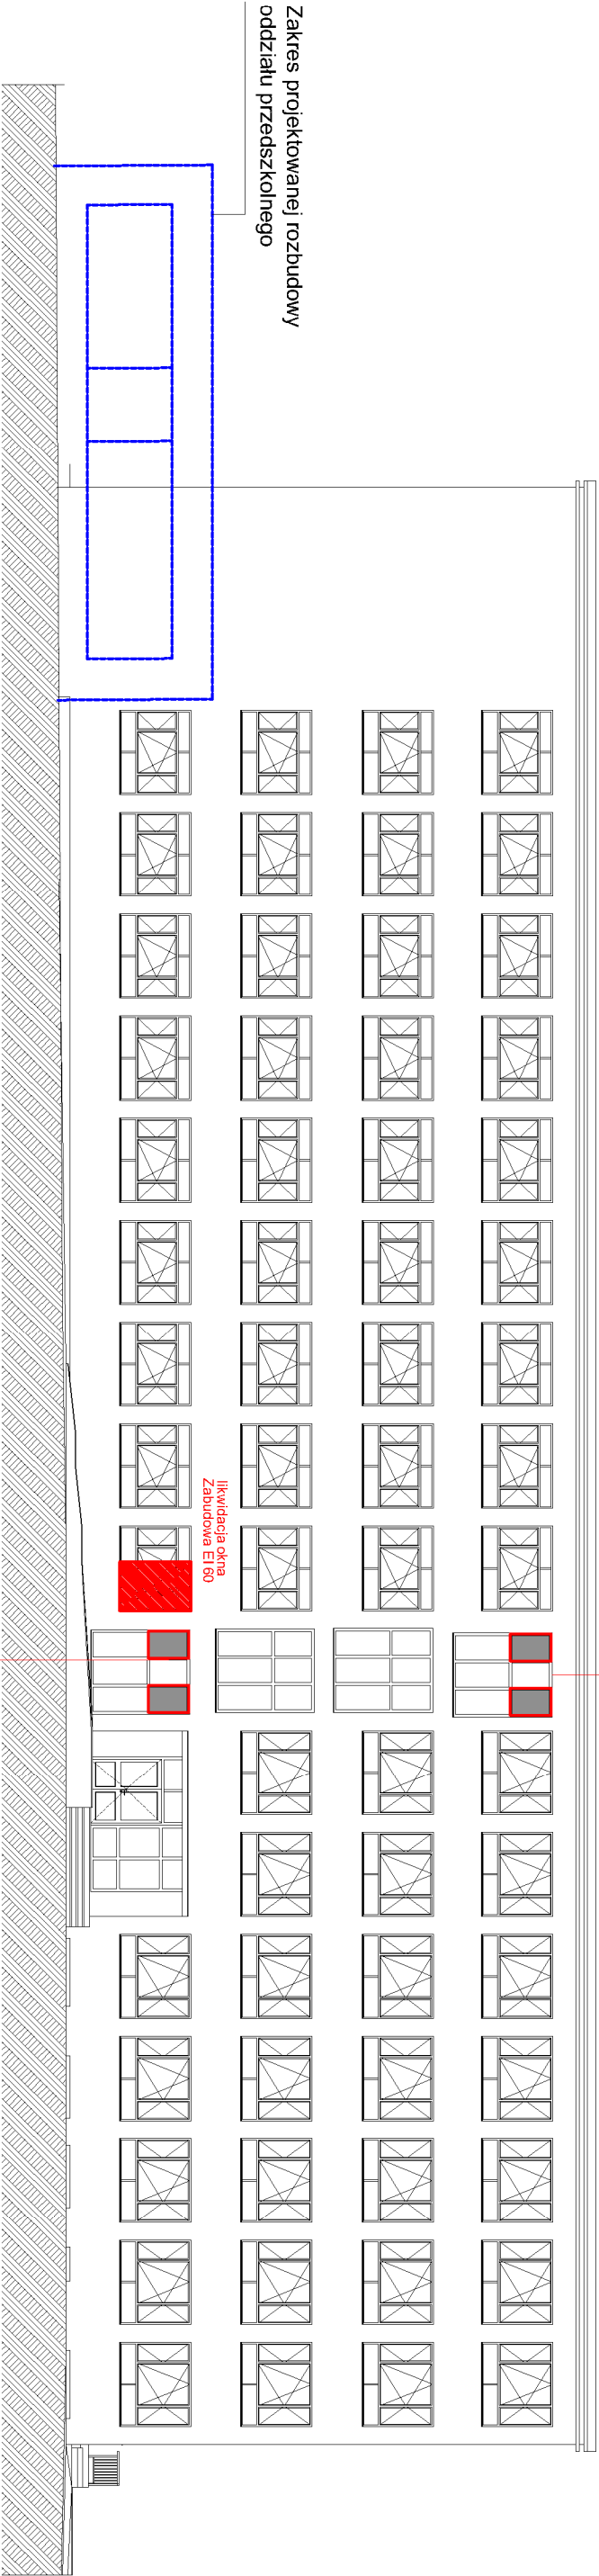 Zakres projektowanej rozbudowy
oddziału przedszkolnego
likwidacja okna
Zabudowa EI 60